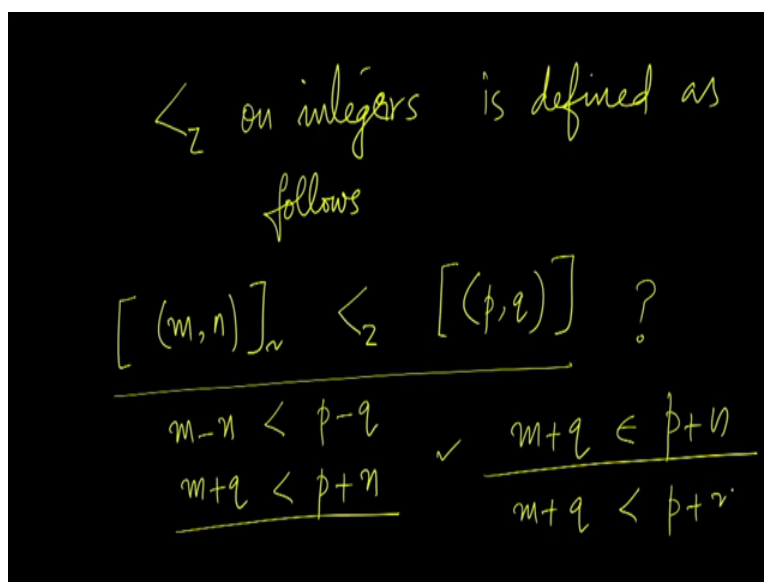 <_Z on integers is defined as
follows
[(m,n)]_~ <_Z [(p,q)] ?
m-n < p-q
m+q < p+n ✓ m+q ∈ p+n
m+q < p+n